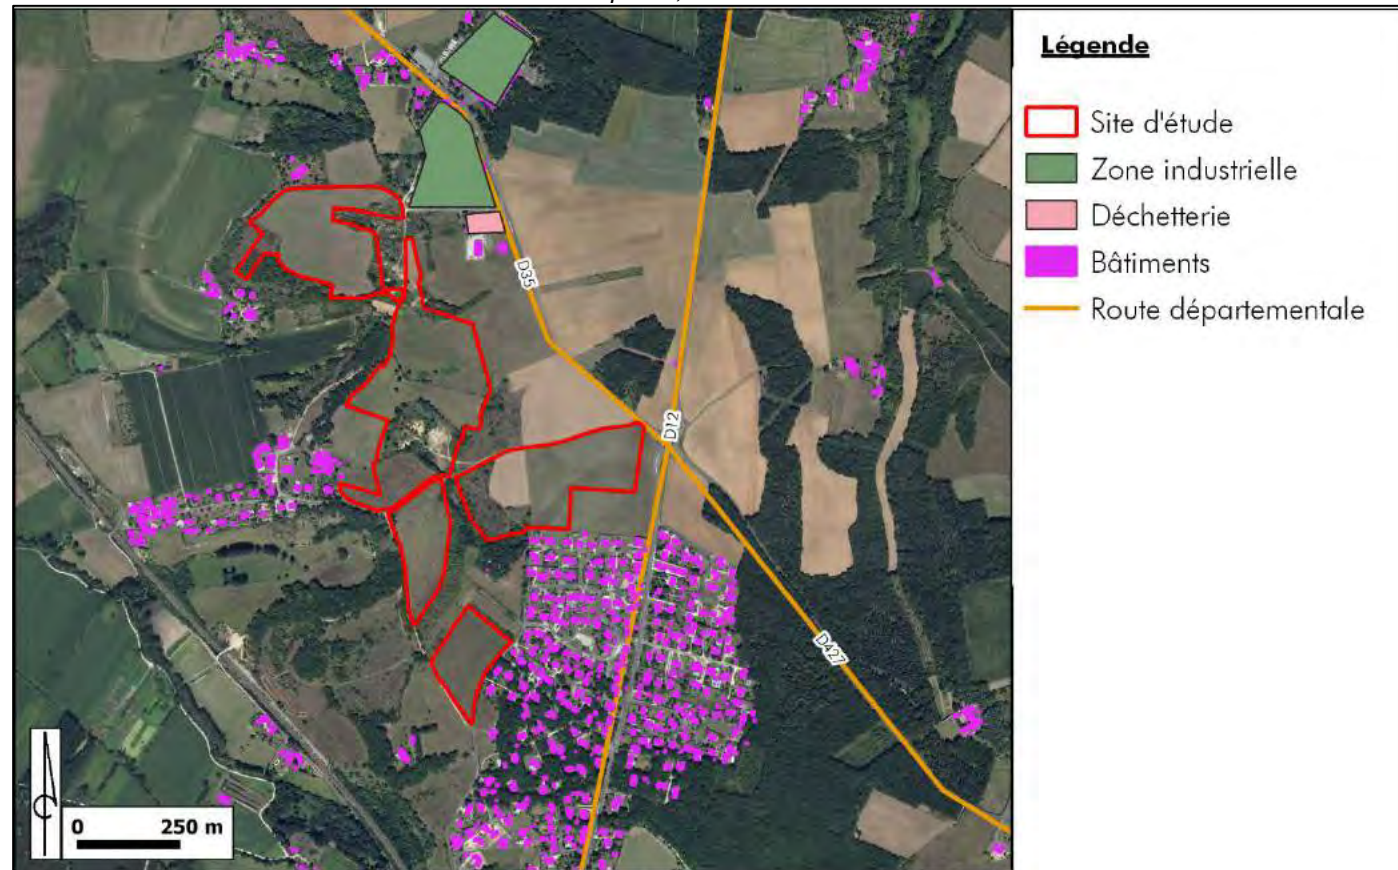 Légende
Site d'étude
Zone industrielle
Déchetterie
Bâtiments
Route départementale
D35
D12
D427
0 250 m